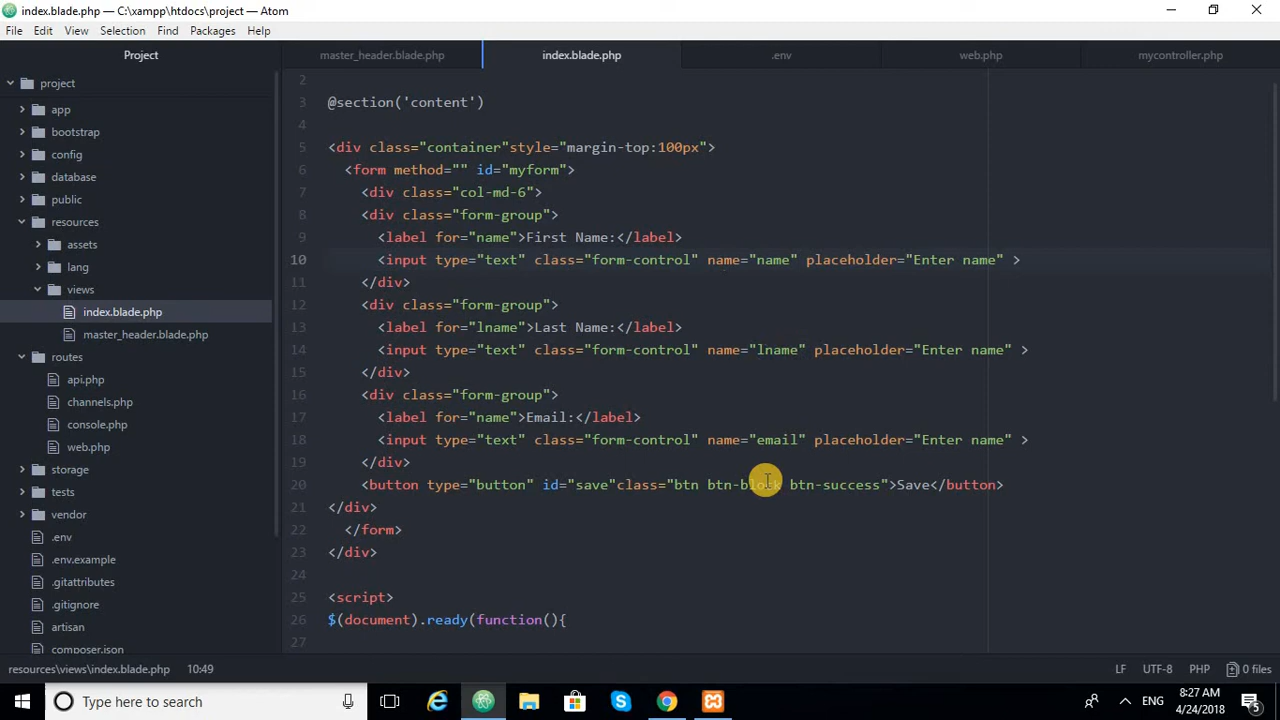 index.blade.php — C:\xampp\htdocs\project — Atom
File Edit View Selection Find Packages Help
Project
master_header.blade.php index.blade.php .env web.php mycontroller.php
project
app
bootstrap
config
database
public
resources
assets
lang
views
index.blade.php
master_header.blade.php
routes
api.php
channels.php
console.php
web.php
storage
tests
vendor
.env
.env.example
.gitattributes
.gitignore
artisan
composer.json
2
3 @section('content')
4
5 <div class="container"style="margin-top:100px">
6 <form method="" id="myform">
7 <div class="col-md-6">
8 <div class="form-group">
9 <label for="name">First Name:</label>
10 <input type="text" class="form-control" name="name" placeholder="Enter name" >
11 </div>
12 <div class="form-group">
13 <label for="lname">Last Name:</label>
14 <input type="text" class="form-control" name="lname" placeholder="Enter name" >
15 </div>
16 <div class="form-group">
17 <label for="name">Email:</label>
18 <input type="text" class="form-control" name="email" placeholder="Enter name" >
19 </div>
20 <button type="button" id="save"class="btn btn-block btn-success">Save</button>
21 </div>
22 </form>
23 </div>
24
25 <script>
26 $(document).ready(function(){
27
resources\views\index.blade.php 10:49 LF UTF-8 PHP 0 files
Type here to search ENG 8:27 AM
4/24/2018 5